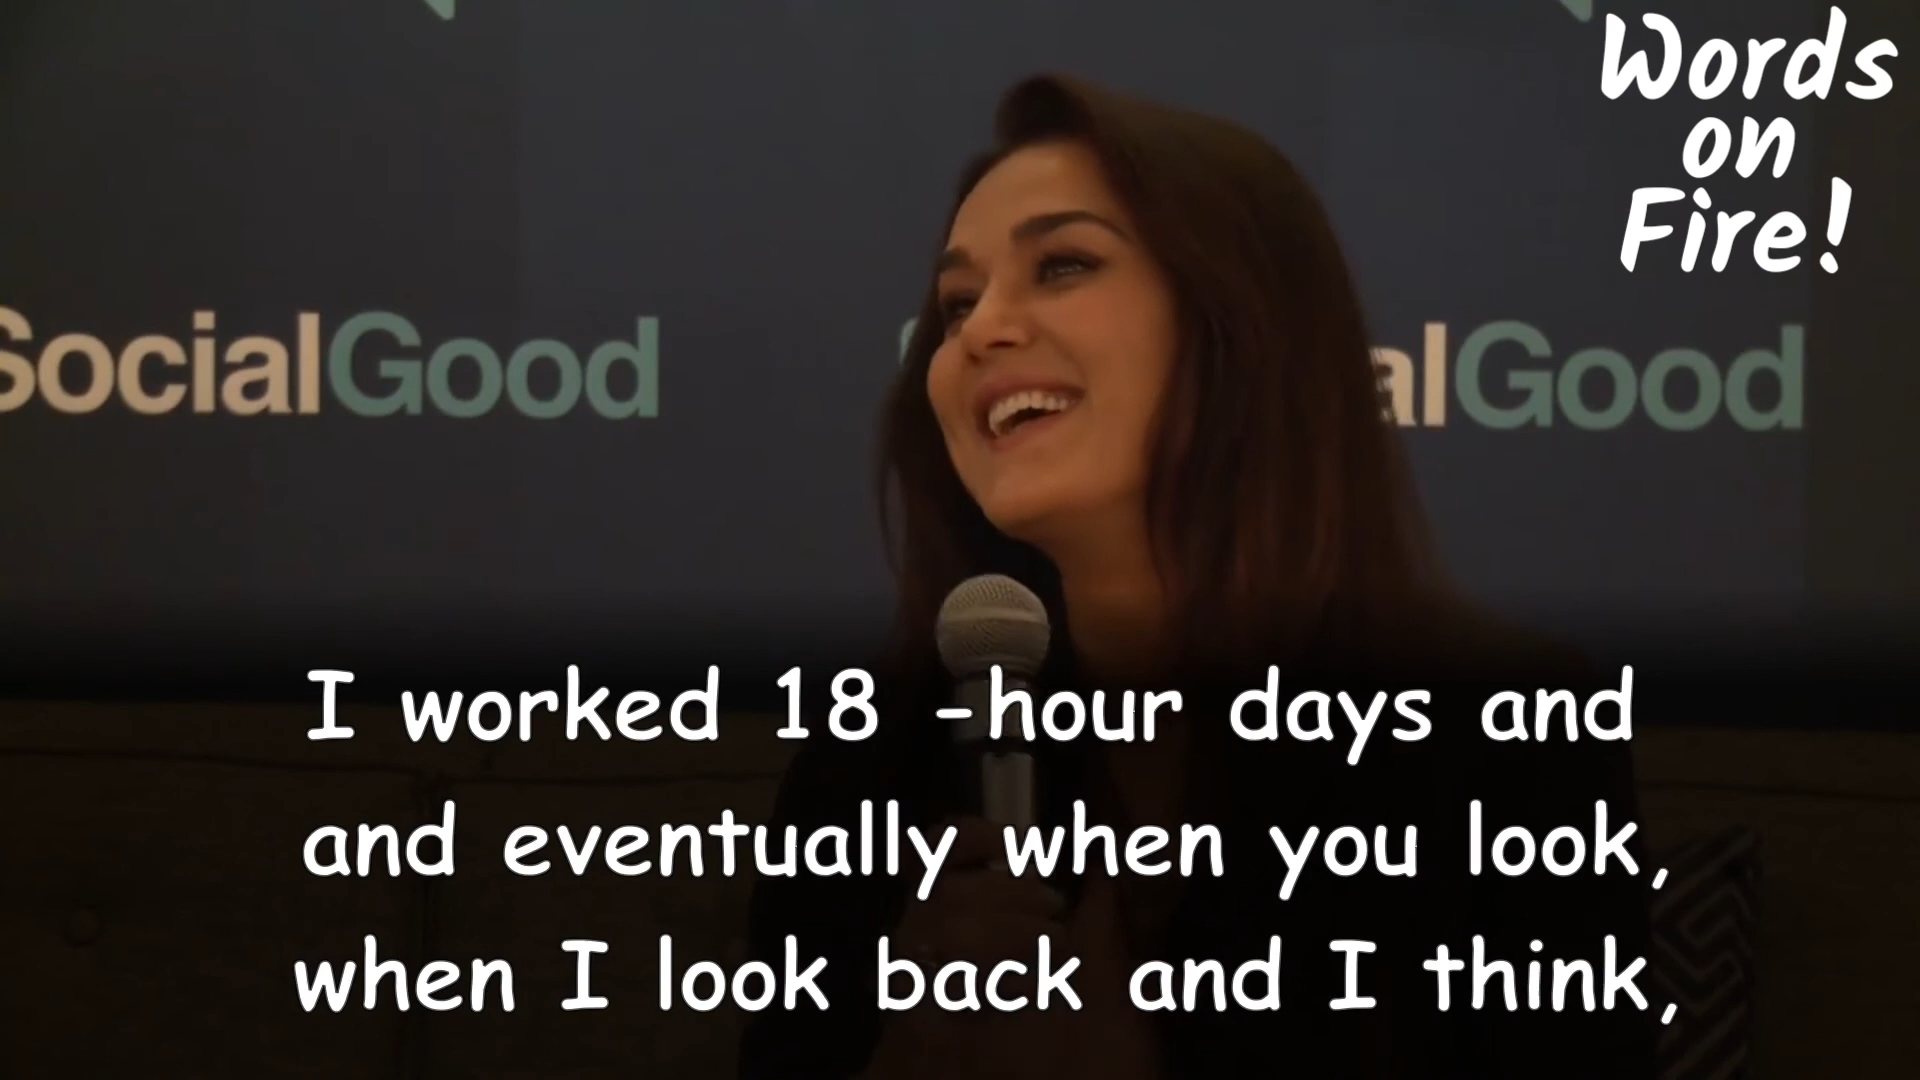 Words
on
Fire!
SocialGood
alGood
I worked 18 -hour days and
and eventually when you look,
when I look back and I think,